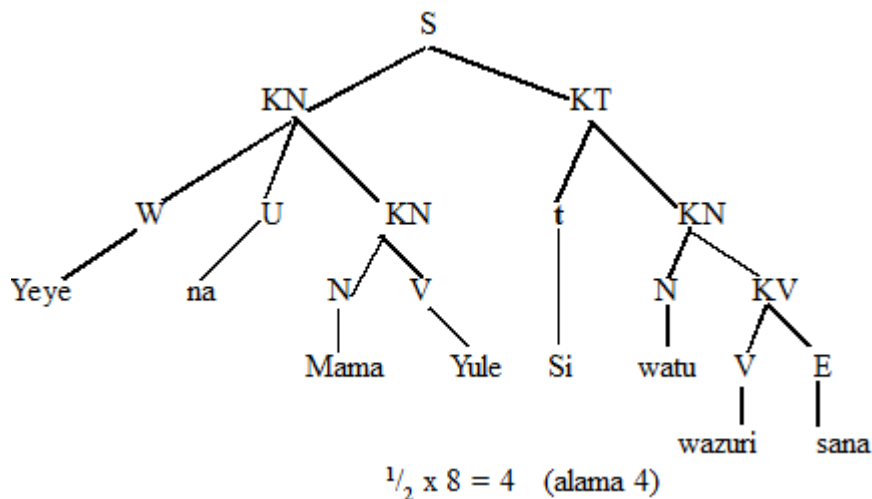 S
KN KT
W U KN t KN
Yeye na N V N KV
Mama Yule Si watu V E
wazuri sana
1/2 x 8 = 4 (alama 4)